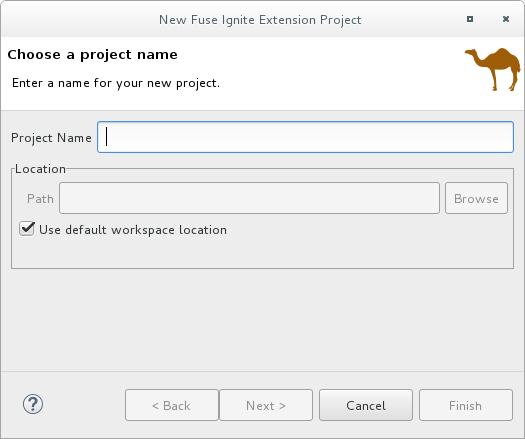 New Fuse Ignite Extension Project
Choose a project name
Enter a name for your new project.
Project Name
Location
Path
Browse
Use default workspace location
?
< Back
Next >
Cancel
Finish